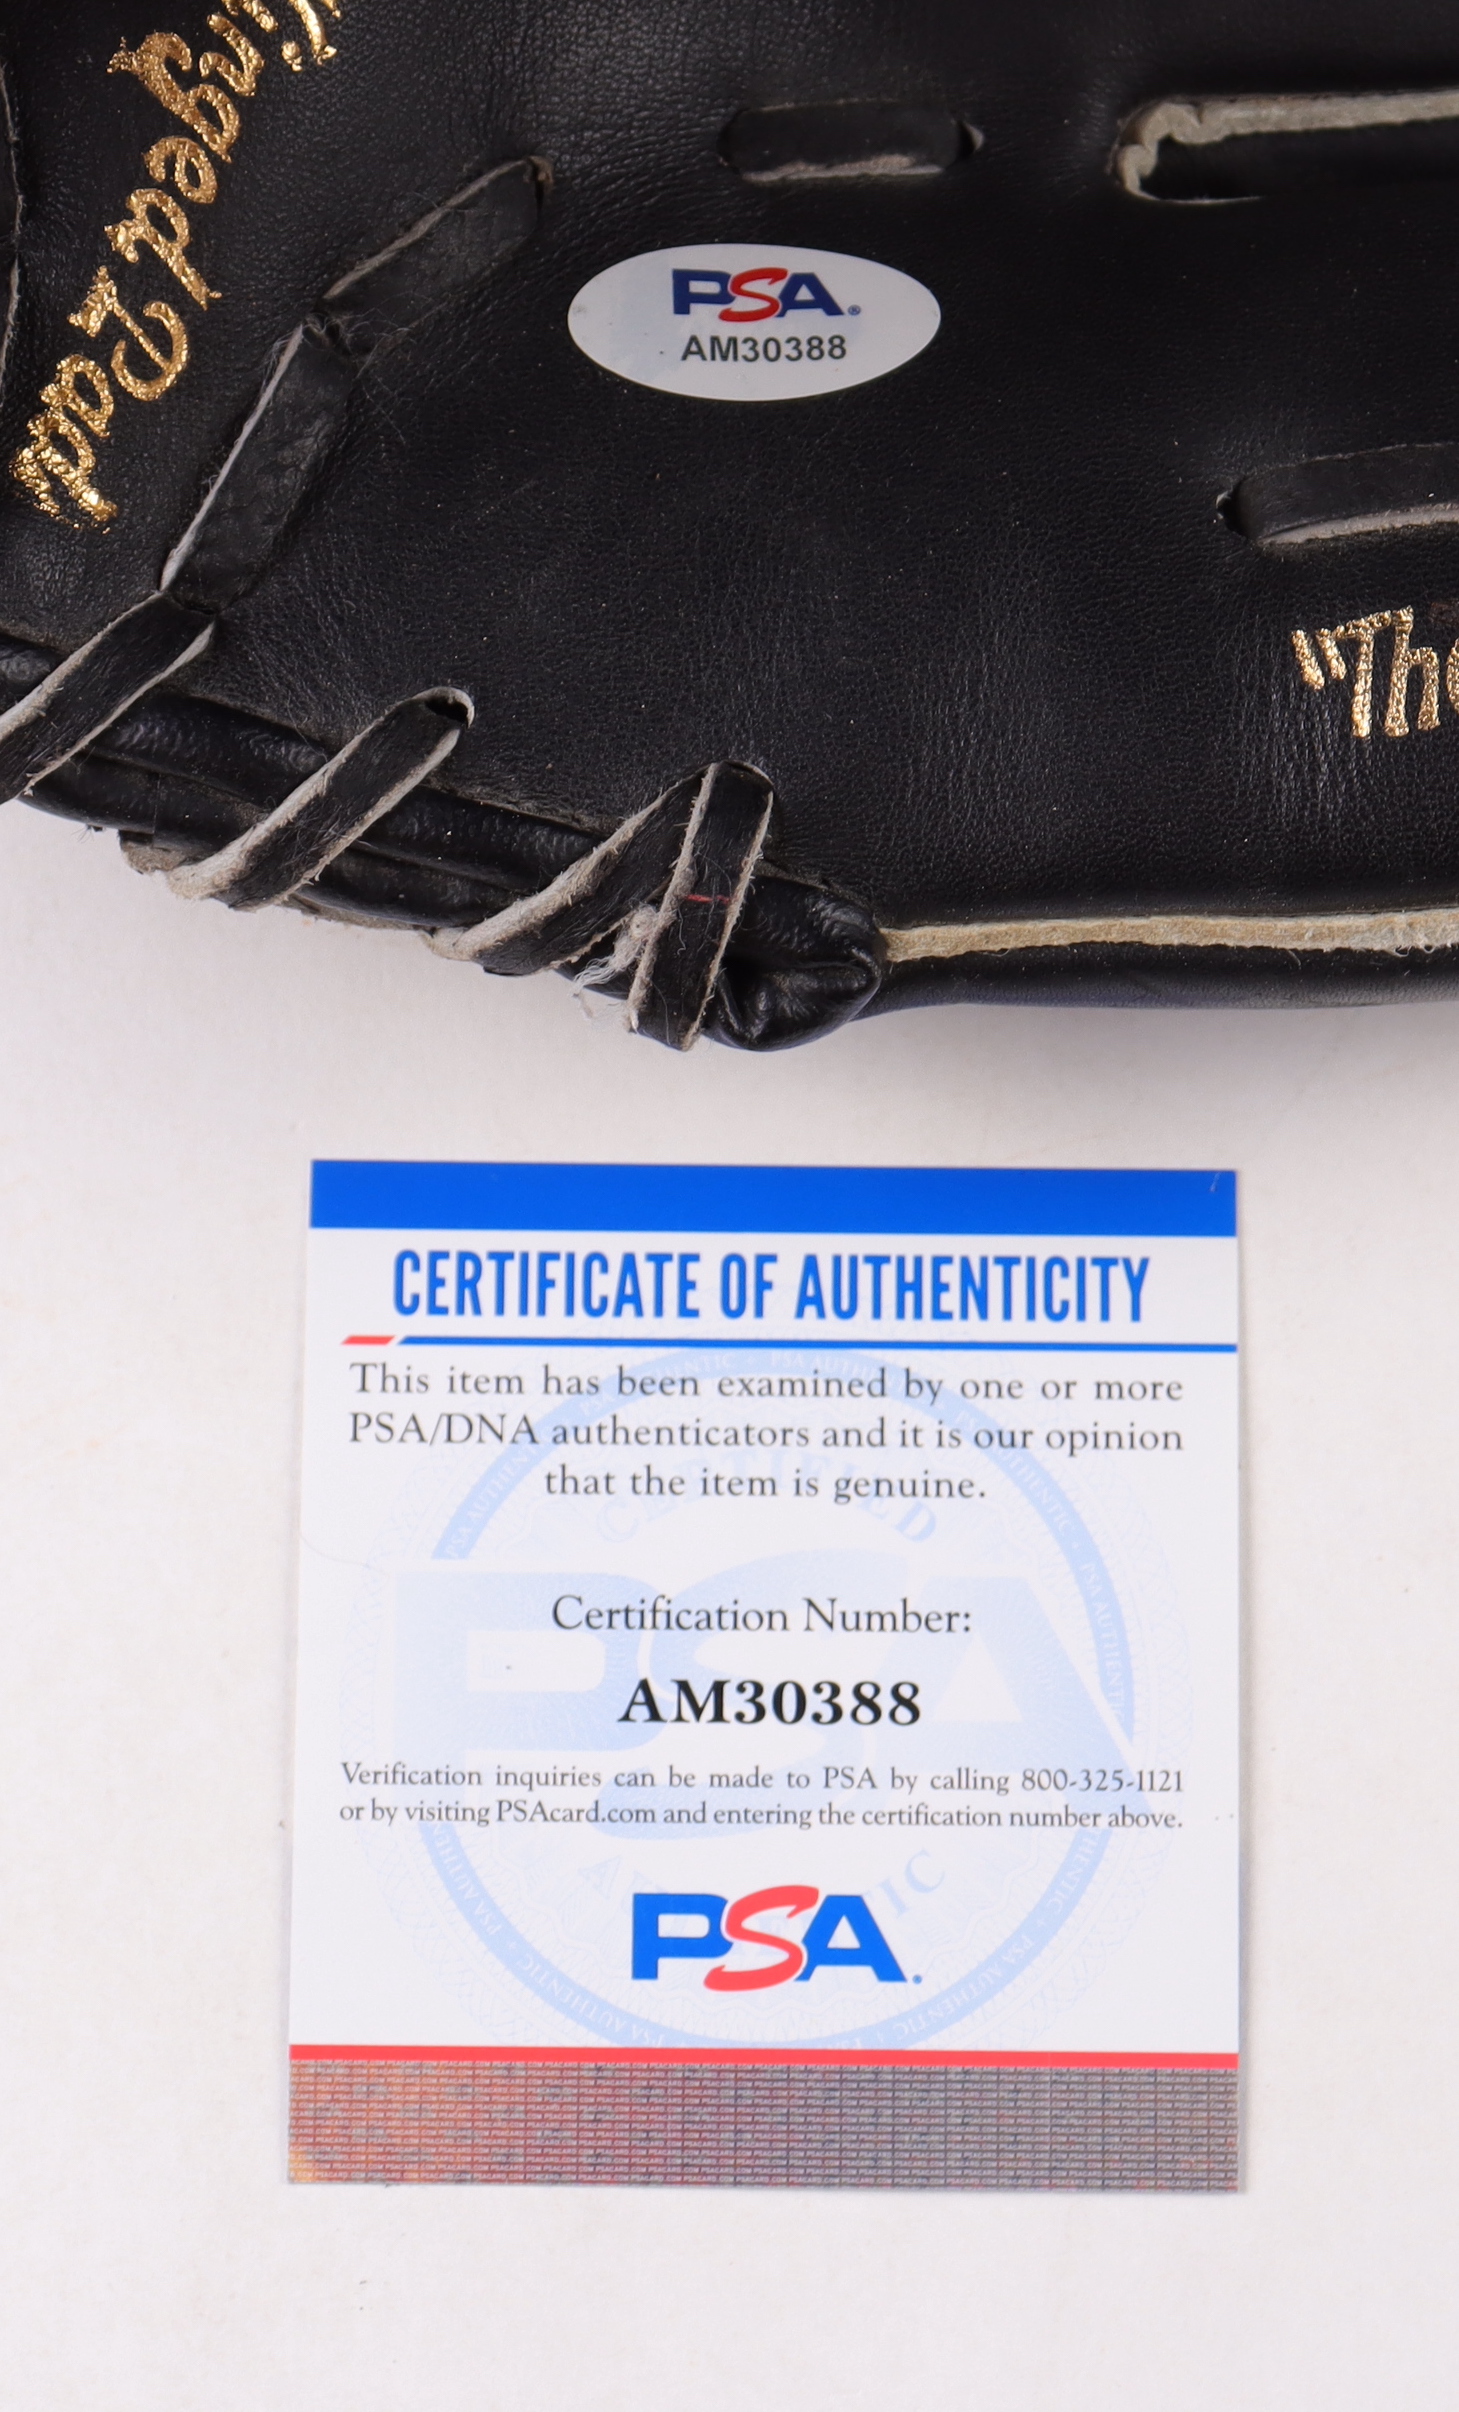 Pad
PSA®
AM30388
"The
CERTIFICATE OF AUTHENTICITY
This item has been examined by one or more
PSA/DNA authenticators and it is our opinion
that the item is genuine.
Certification Number:
AM30388
Verification inquiries can be made to PSA by calling 800-325-1121
or by visiting PSAcard.com and entering the certification number above.
PSA